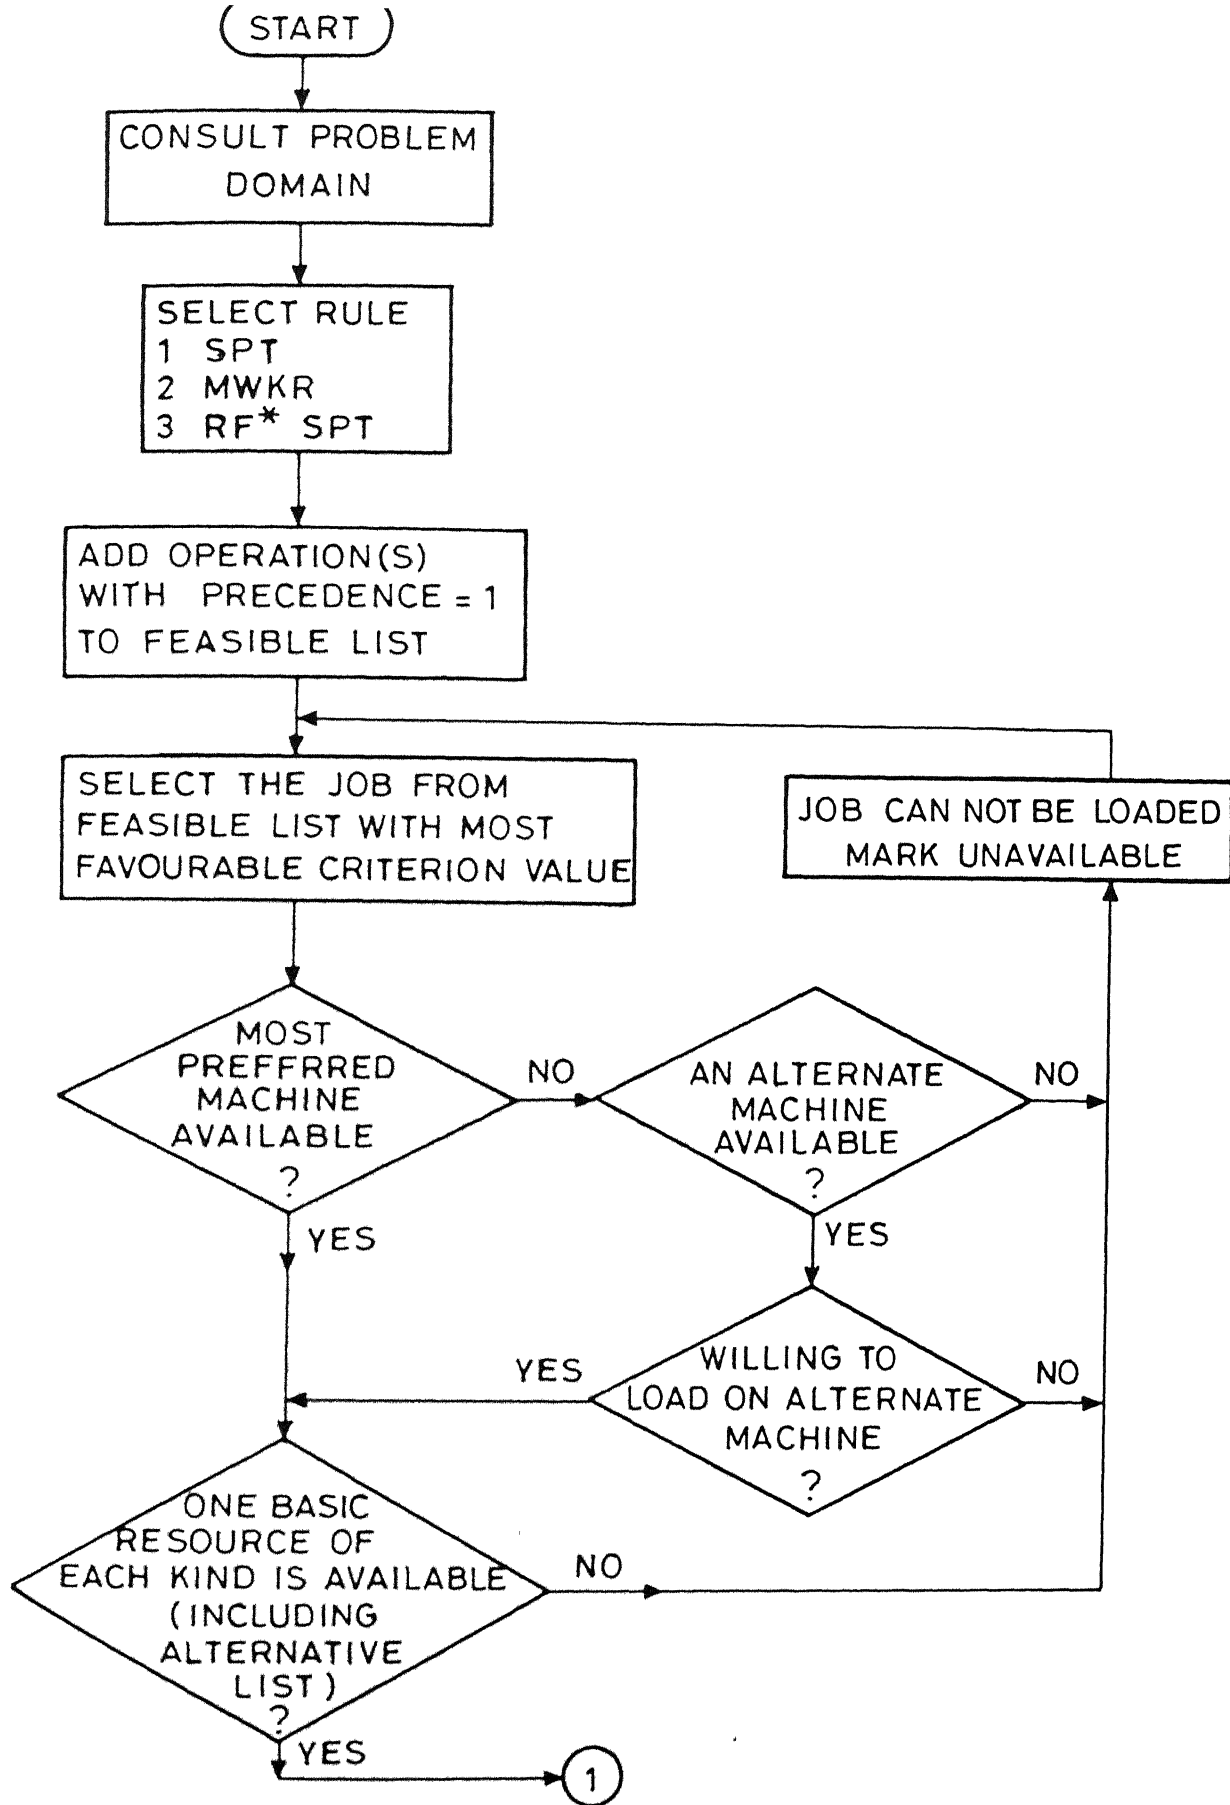 START
CONSULT PROBLEM
DOMAIN
SELECT RULE
1 SPT
2 MWKR
3 RF* SPT
ADD OPERATION(S)
WITH PRECEDENCE = 1
TO FEASIBLE LIST
SELECT THE JOB FROM
FEASIBLE LIST WITH MOST
FAVOURABLE CRITERION VALUE
JOB CAN NOT BE LOADED
MARK UNAVAILABLE
MOST
PREFFRRED
MACHINE
AVAILABLE
?
NO
AN ALTERNATE
MACHINE
AVAILABLE
?
NO
YES
YES
WILLING TO
LOAD ON ALTERNATE
MACHINE
?
YES
NO
ONE BASIC
RESOURCE OF
EACH KIND IS AVAILABLE
(INCLUDING
ALTERNATIVE
LIST)
?
NO
YES
1